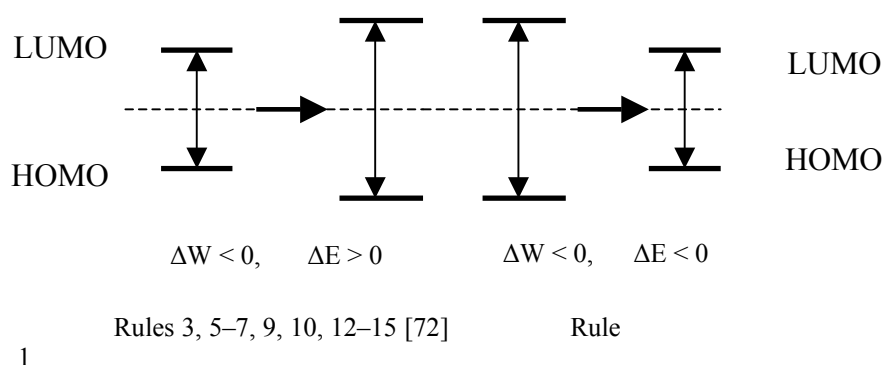 LUMO
LUMO
HOMO
HOMO
ΔW < 0, ΔE > 0 ΔW < 0, ΔE < 0
Rules 3, 5–7, 9, 10, 12–15 [72] Rule
1